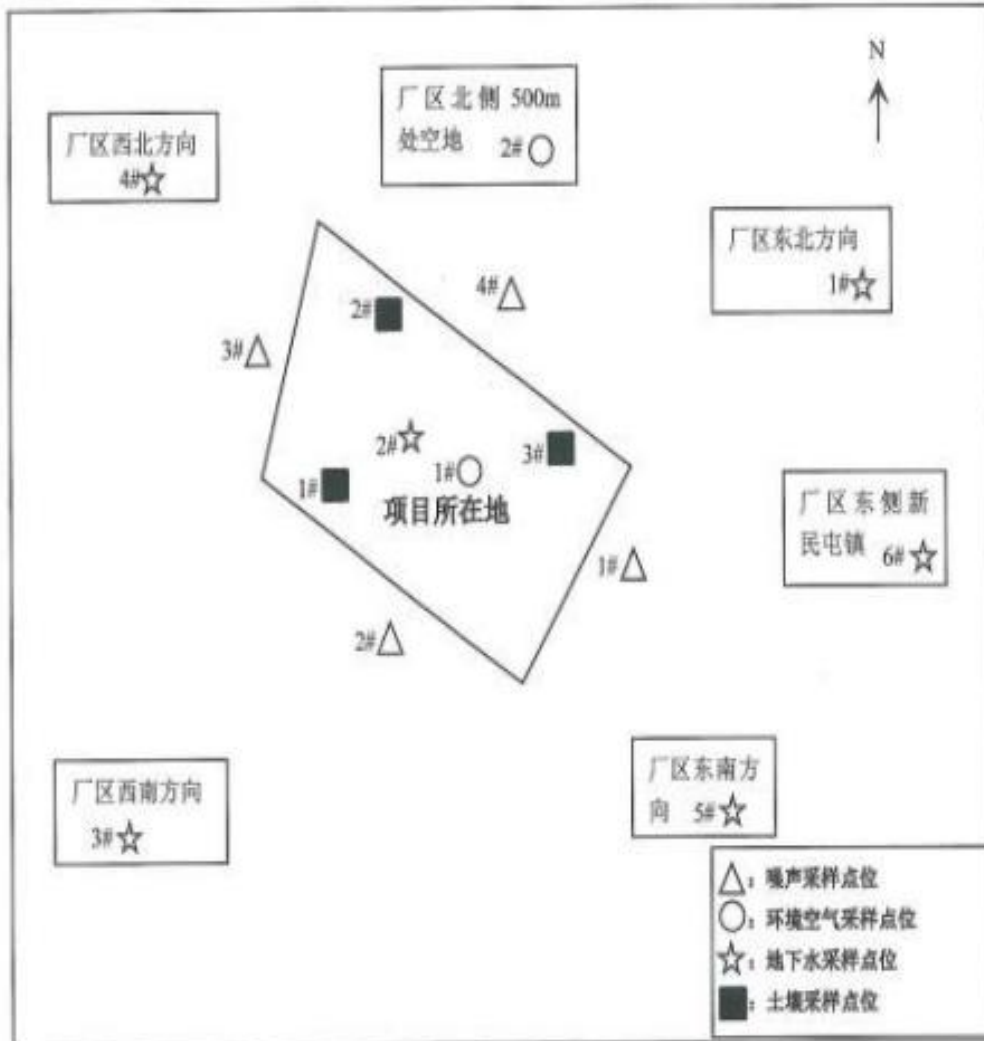 N
厂区北侧 500m
处空地 2#
厂区西北方向
4#
厂区东北方向
1#
4#
2#
3#
2#
1#
3#
1#
项目所在地
厂区东侧新
民屯镇 6#
1#
2#
厂区西南方向
3#
厂区东南方
向 5#
：噪声采样点位
：环境空气采样点位
：地下水采样点位
：土壤采样点位